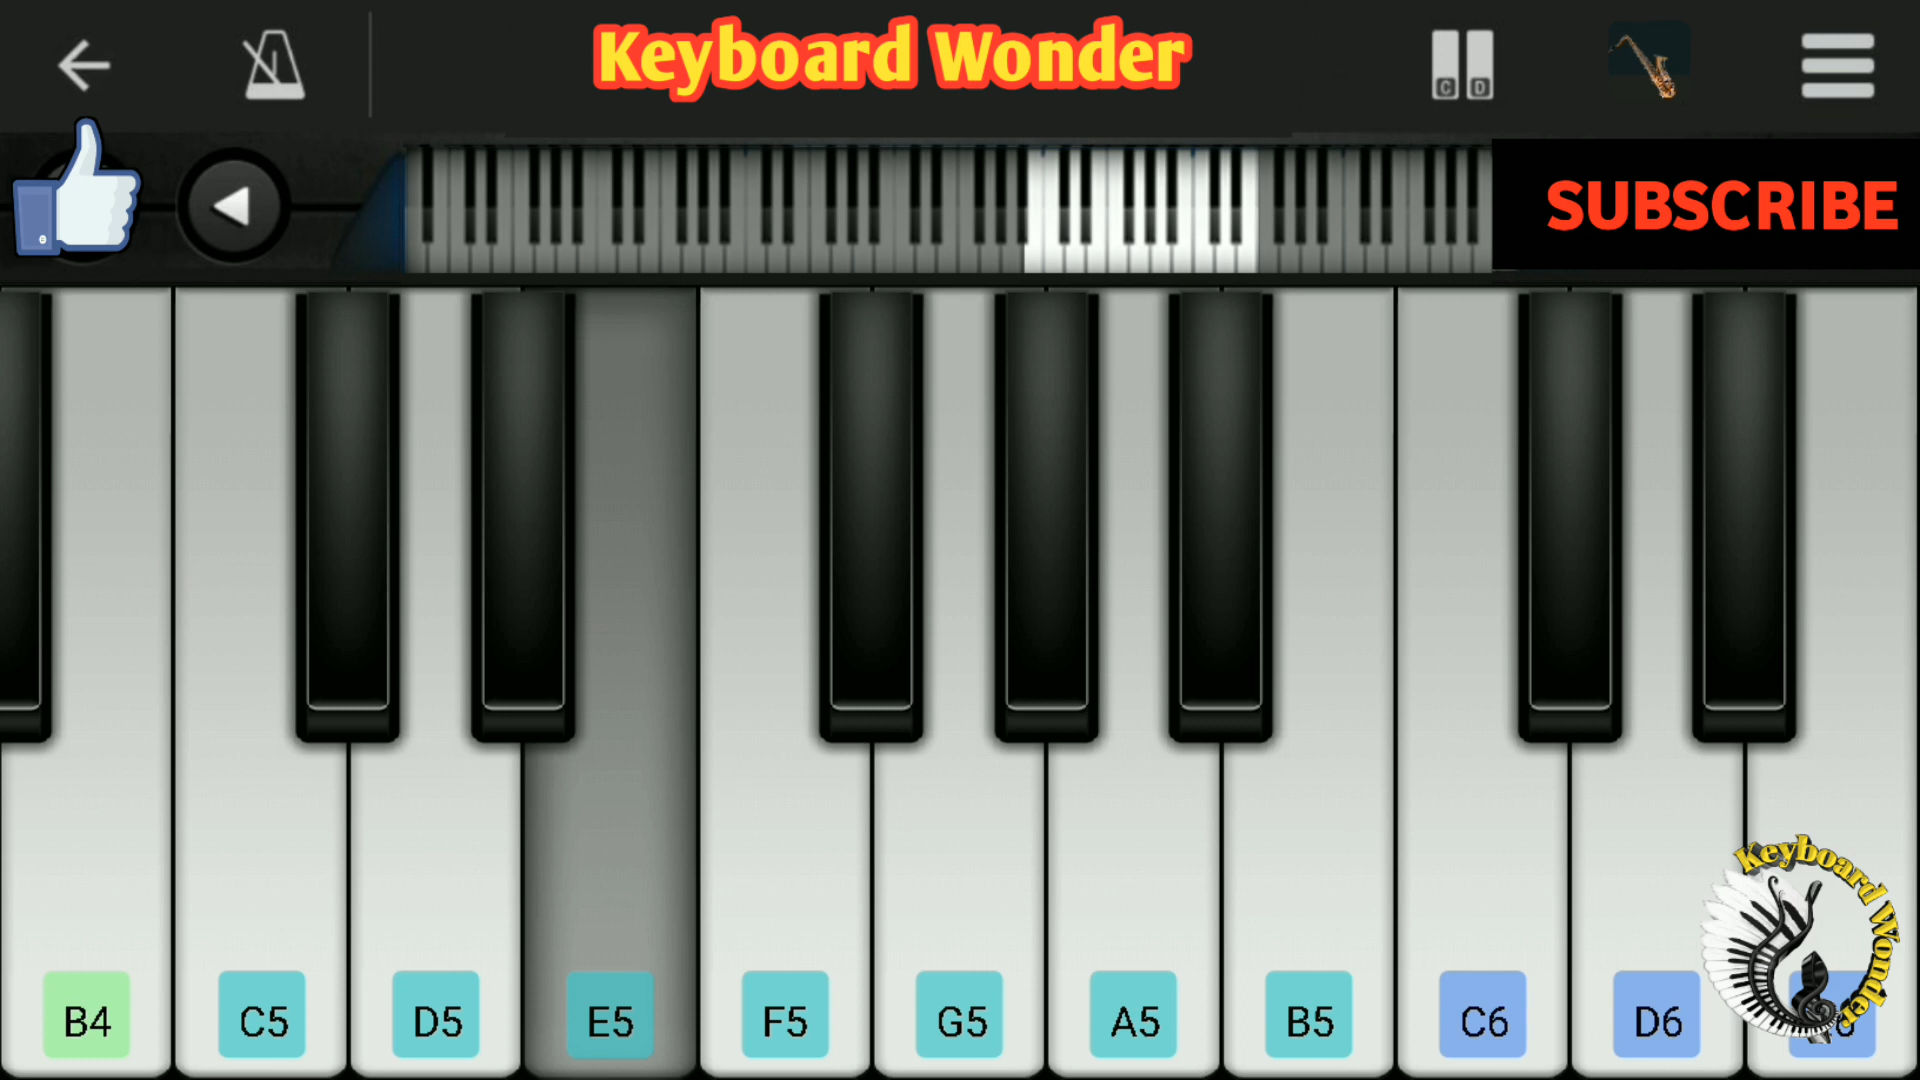 Keyboard Wonder
C D
SUBSCRIBE
B4 C5 D5 E5 F5 G5 A5 B5 C6 D6
Keyboard Wonder